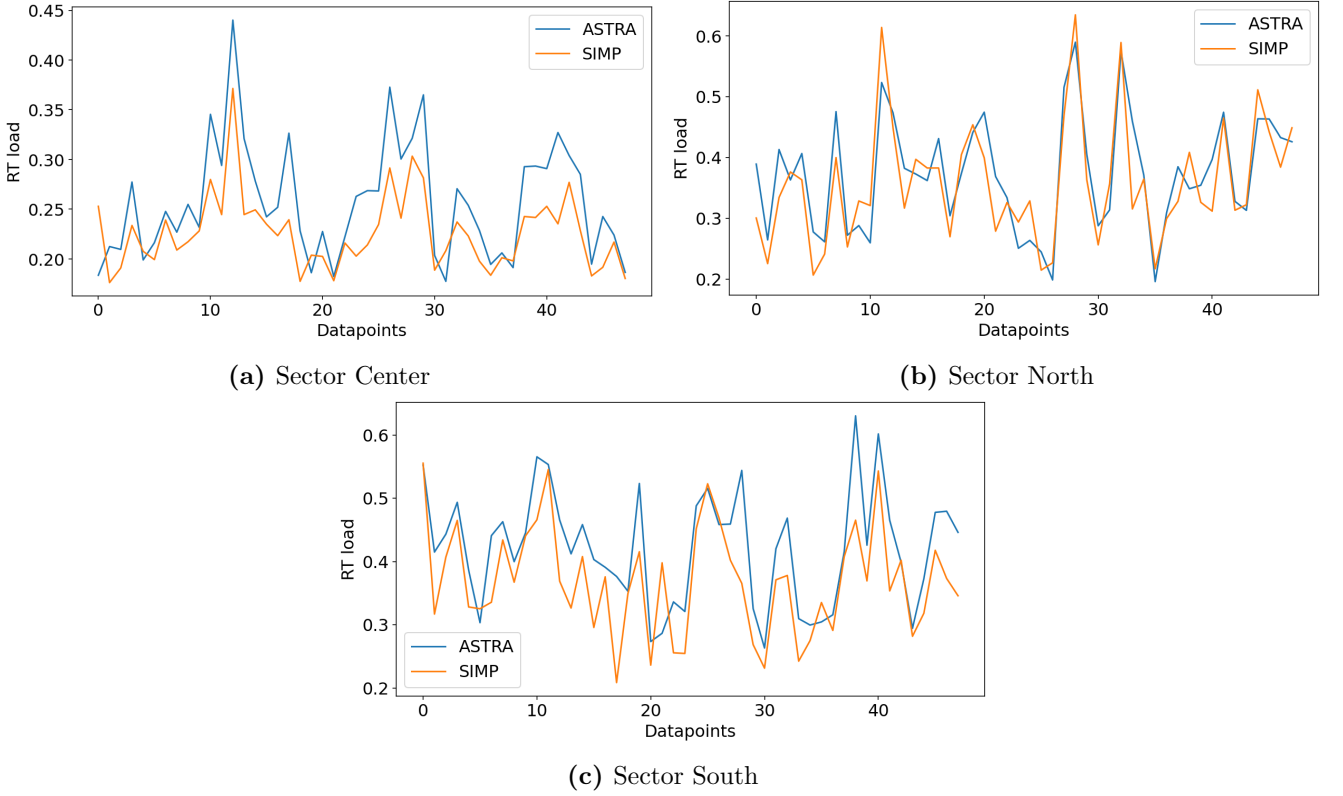 0.45
0.40
0.35
0.30
0.25
0.20
RT load
0 10 20 30 40
Datapoints
ASTRA
SIMP
(a) Sector Center
0.6
0.5
0.4
0.3
0.2
RT load
0 10 20 30 40
Datapoints
ASTRA
SIMP
(b) Sector North
0.6
0.5
0.4
0.3
0.2
RT load
ASTRA
SIMP
0 10 20 30 40
Datapoints
(c) Sector South